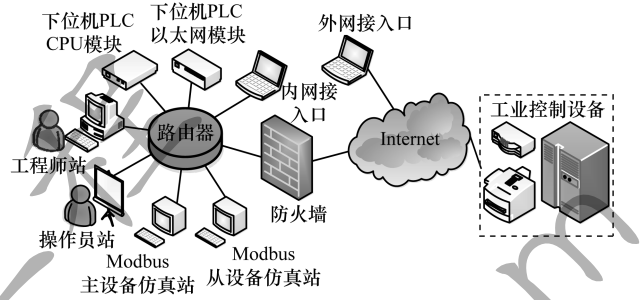 下位机PLC
CPU模块
下位机PLC
以太网模块
外网接入口
内网接
入口
路由器
Internet
工业控制设备
工程师站
防火墙
操作员站
Modbus
主设备仿真站
Modbus
从设备仿真站